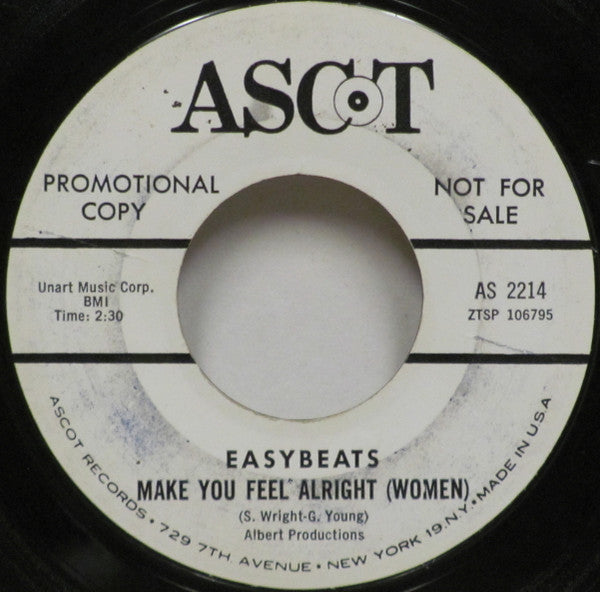 ASCOT
PROMOTIONAL
COPY
NOT FOR
SALE
Unart Music Corp.
BMI
Time: 2:30
AS 2214
ZTSP 106795
EASYBEATS
MAKE YOU FEEL ALRIGHT (WOMEN)
(S. Wright-G. Young)
Albert Productions
ASCOT RECORDS • 729 7TH AVENUE • NEW YORK 19, N.Y. • MADE IN U.S.A.